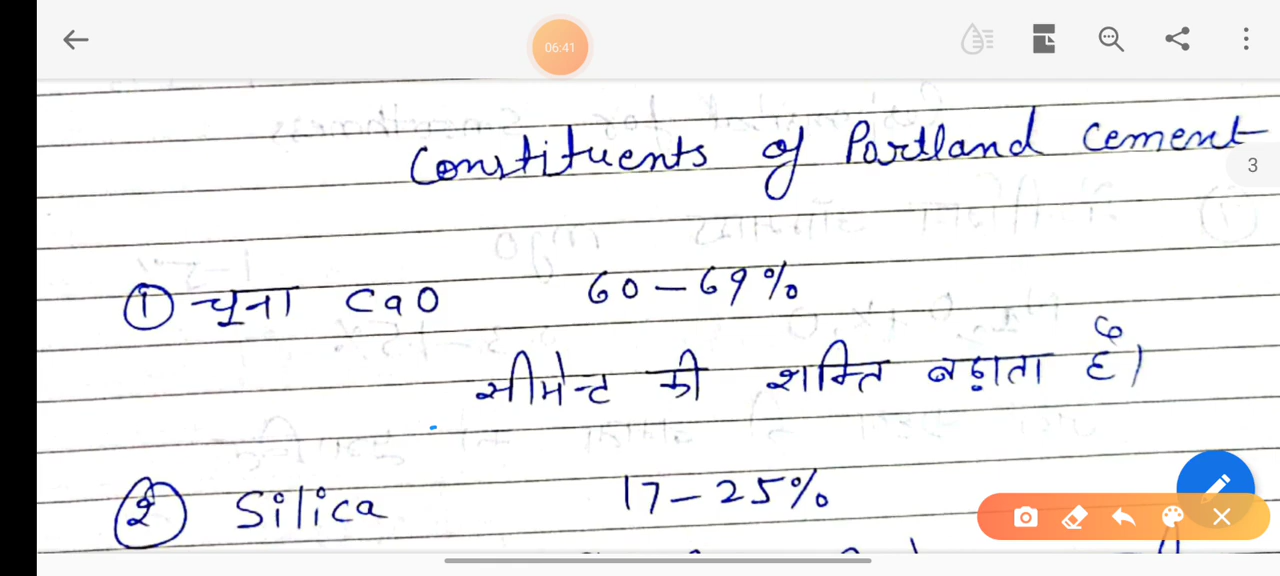 06:41
Constituents of Portland Cement
3
① चूना CaO 60-69%
सीमेन्ट की शक्ति बढ़ाता है।
② Silica 17-25%